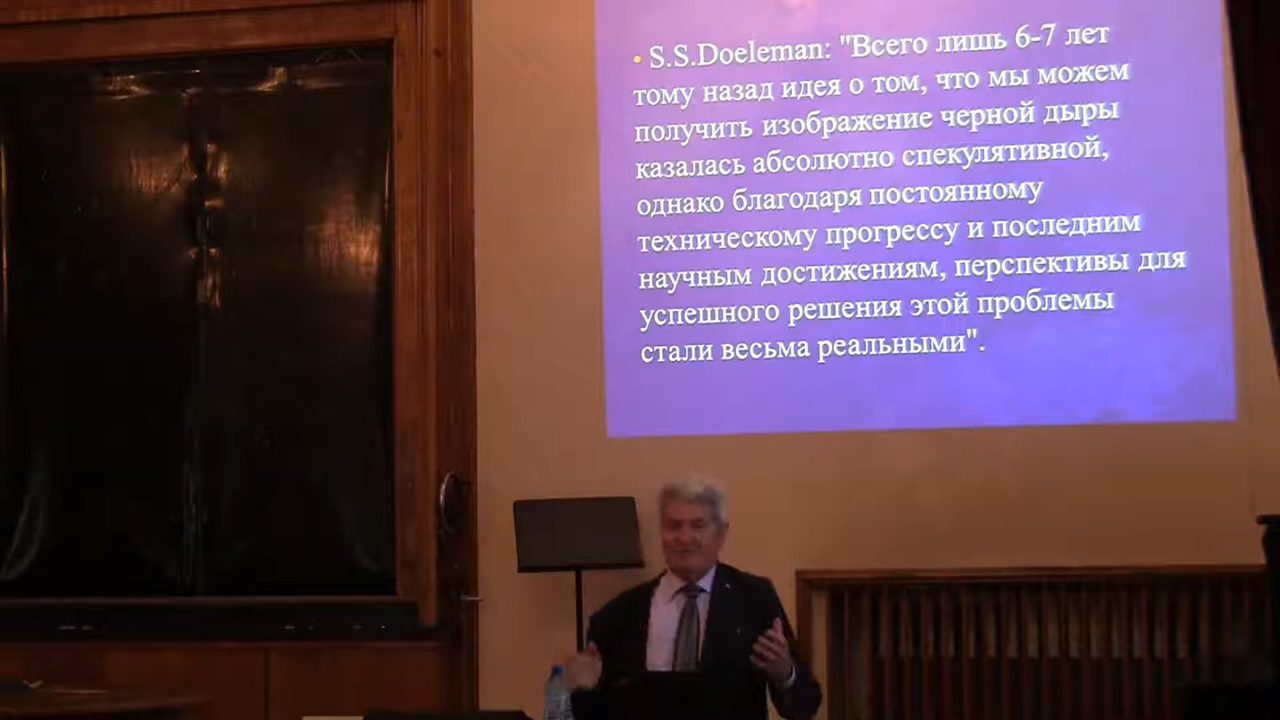 • S.S.Doeleman: "Всего лишь 6-7 лет
тому назад идея о том, что мы можем
получить изображение черной дыры
казалась абсолютно спекулятивной,
однако благодаря постоянному
техническому прогрессу и последним
научным достижениям, перспективы для
успешного решения этой проблемы
стали весьма реальными".